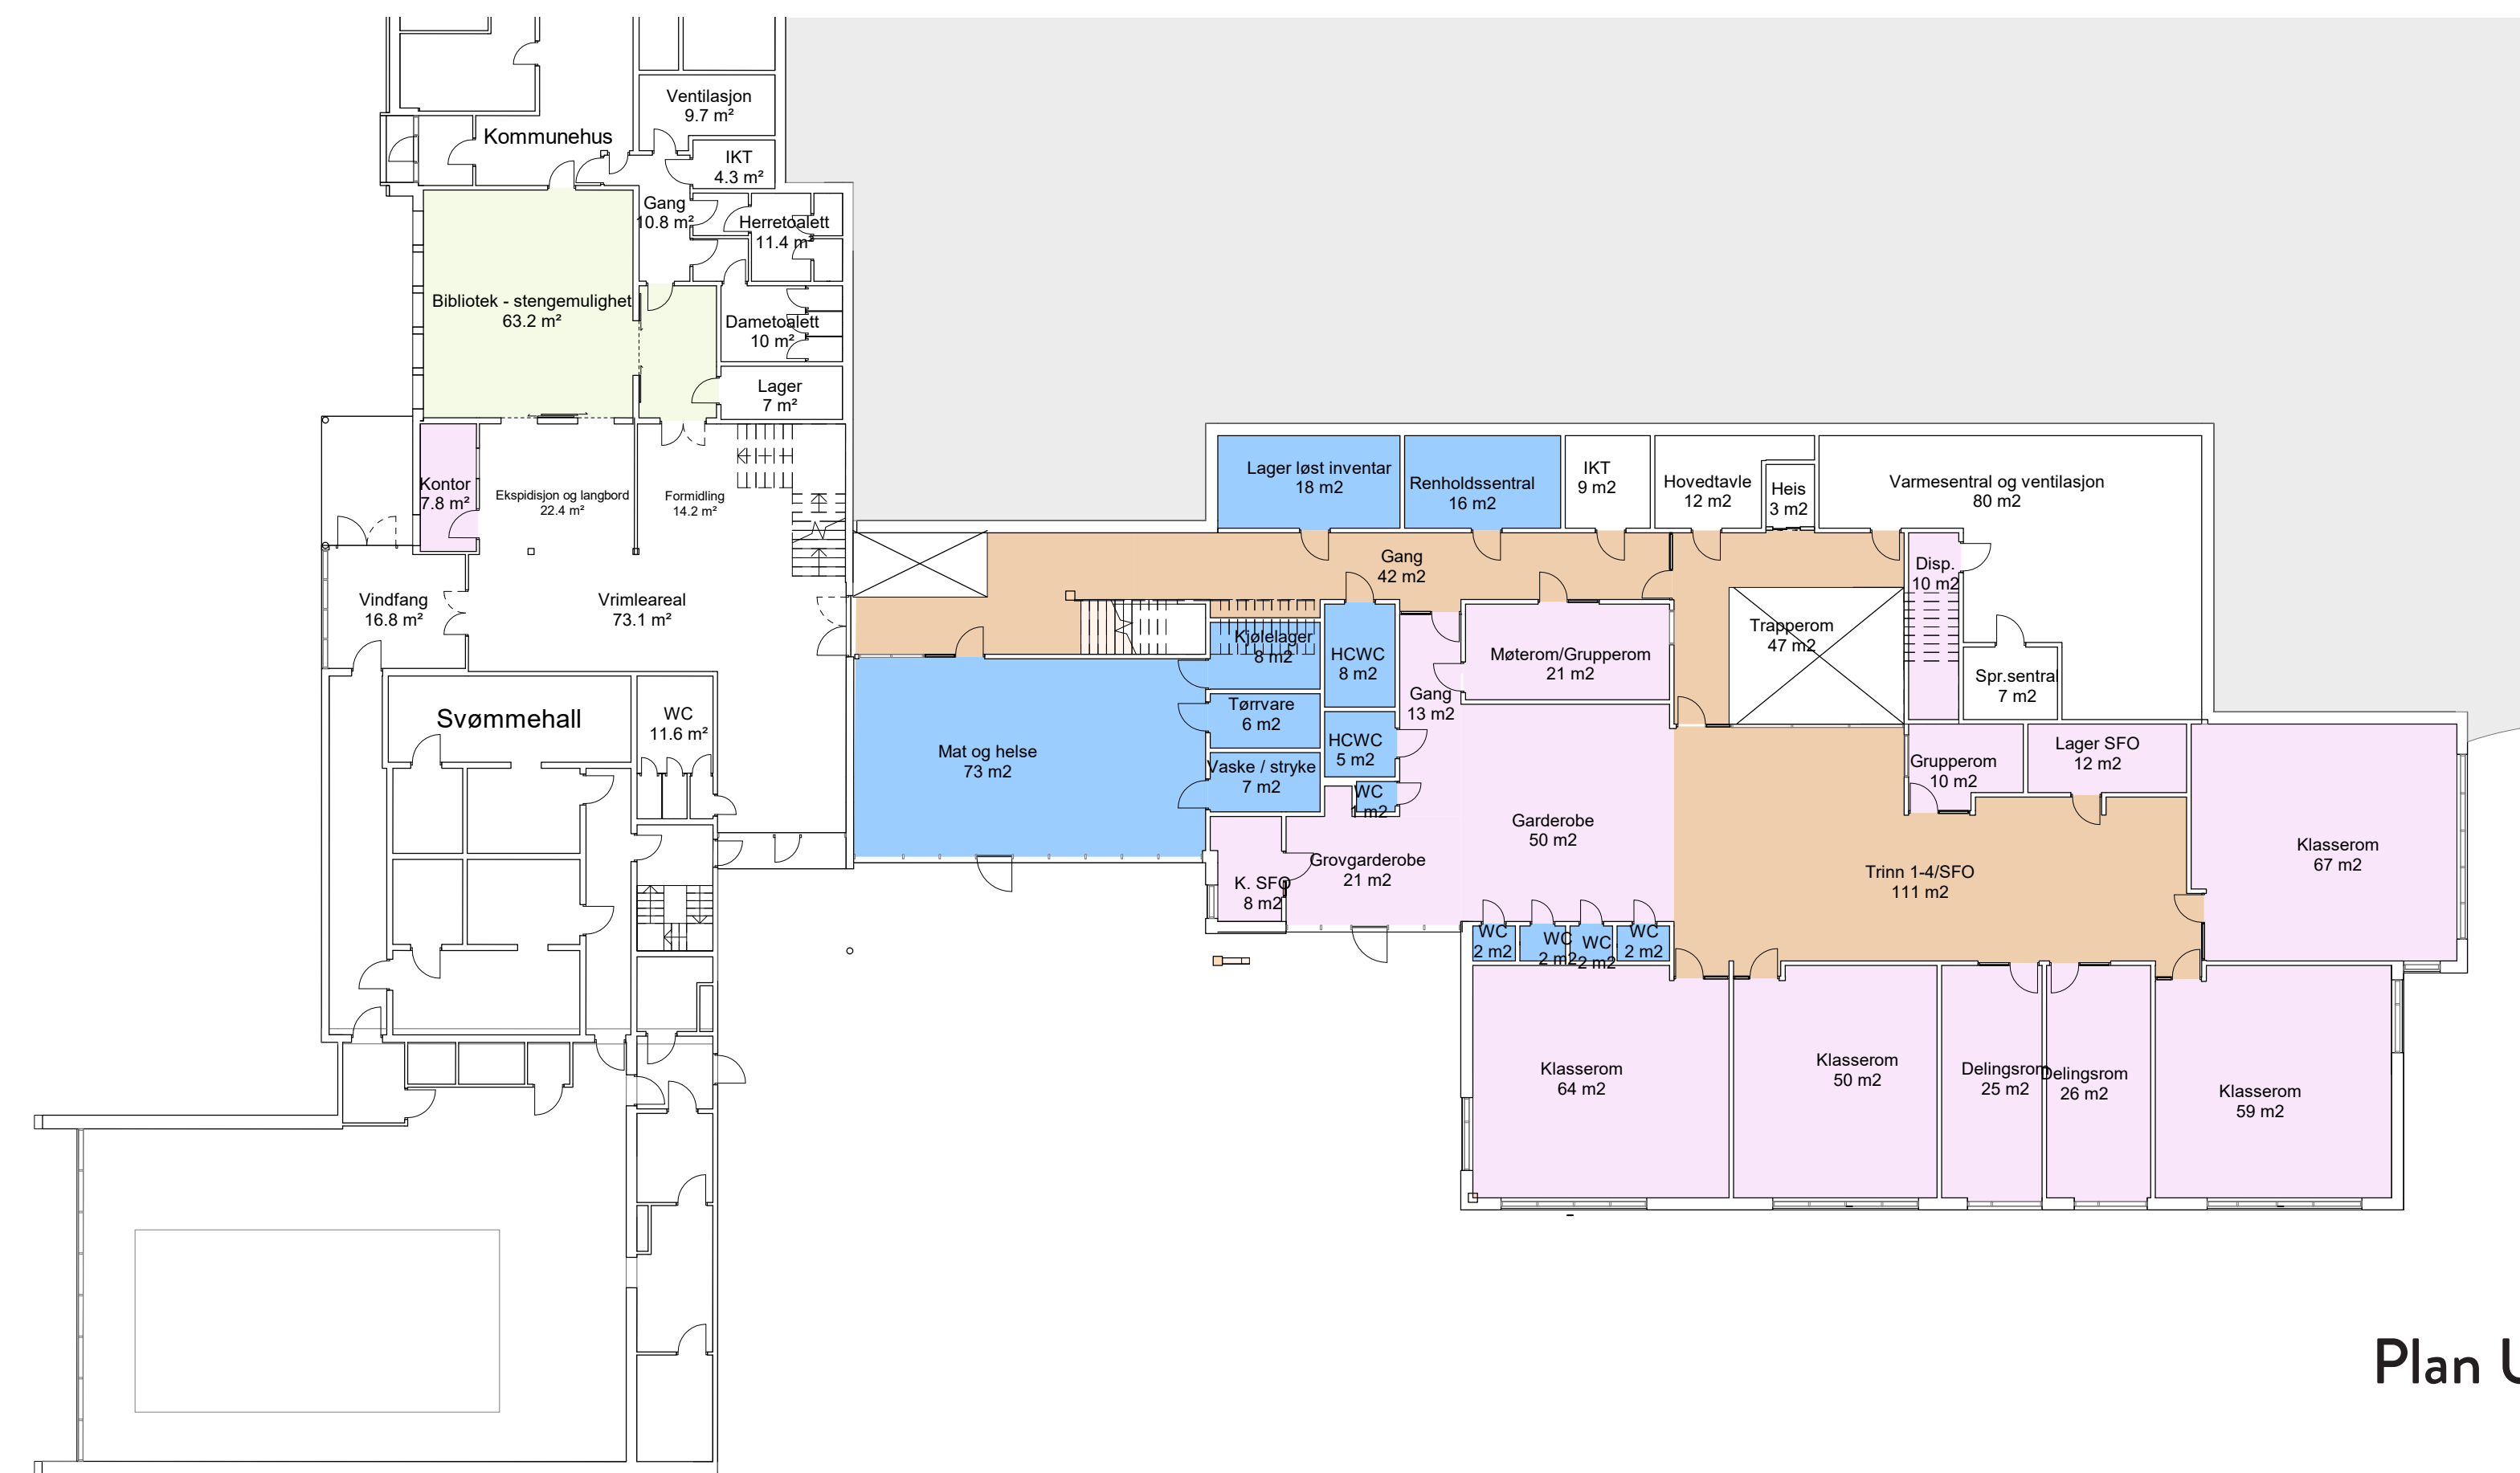 Ventilasjon
9.7 m²
Kommunehus
IKT
4.3 m²
Gang
10.8 m²
Herretoalett
11.4 m²
Bibliotek - stengemulighet
63.2 m²
Dametoalett
10 m²
Lager
7 m²
Kontor
7.8 m²
Ekspidisjon og langbord
22.4 m²
Formidling
14.2 m²
Vindfang
16.8 m²
Vrimleareal
73.1 m²
Svømmehall
WC
11.6 m²
Lager løst inventar
18 m2
Renholdssentral
16 m2
IKT
9 m2
Hovedtavle
12 m2
Heis
3 m2
Varmesentral og ventilasjon
80 m2
Gang
42 m2
Disp.
10 m2
Trapperom
47 m2
Spr.sentral
7 m2
Kjølelager
8 m2
HCWC
8 m2
Møterom/Grupperom
21 m2
Gang
13 m2
Tørrvare
6 m2
HCWC
5 m2
Mat og helse
73 m2
Vaske / stryke
7 m2
WC
1 m2
Grupperom
10 m2
Lager SFO
12 m2
Garderobe
50 m2
Klasserom
67 m2
Grovgarderobe
21 m2
K. SFO
8 m2
Trinn 1-4/SFO
111 m2
WC
2 m2
WC
2 m2
WC
2 m2
WC
2 m2
Klasserom
64 m2
Klasserom
50 m2
Delingsrom
25 m2
Delingsrom
26 m2
Klasserom
59 m2
Plan U